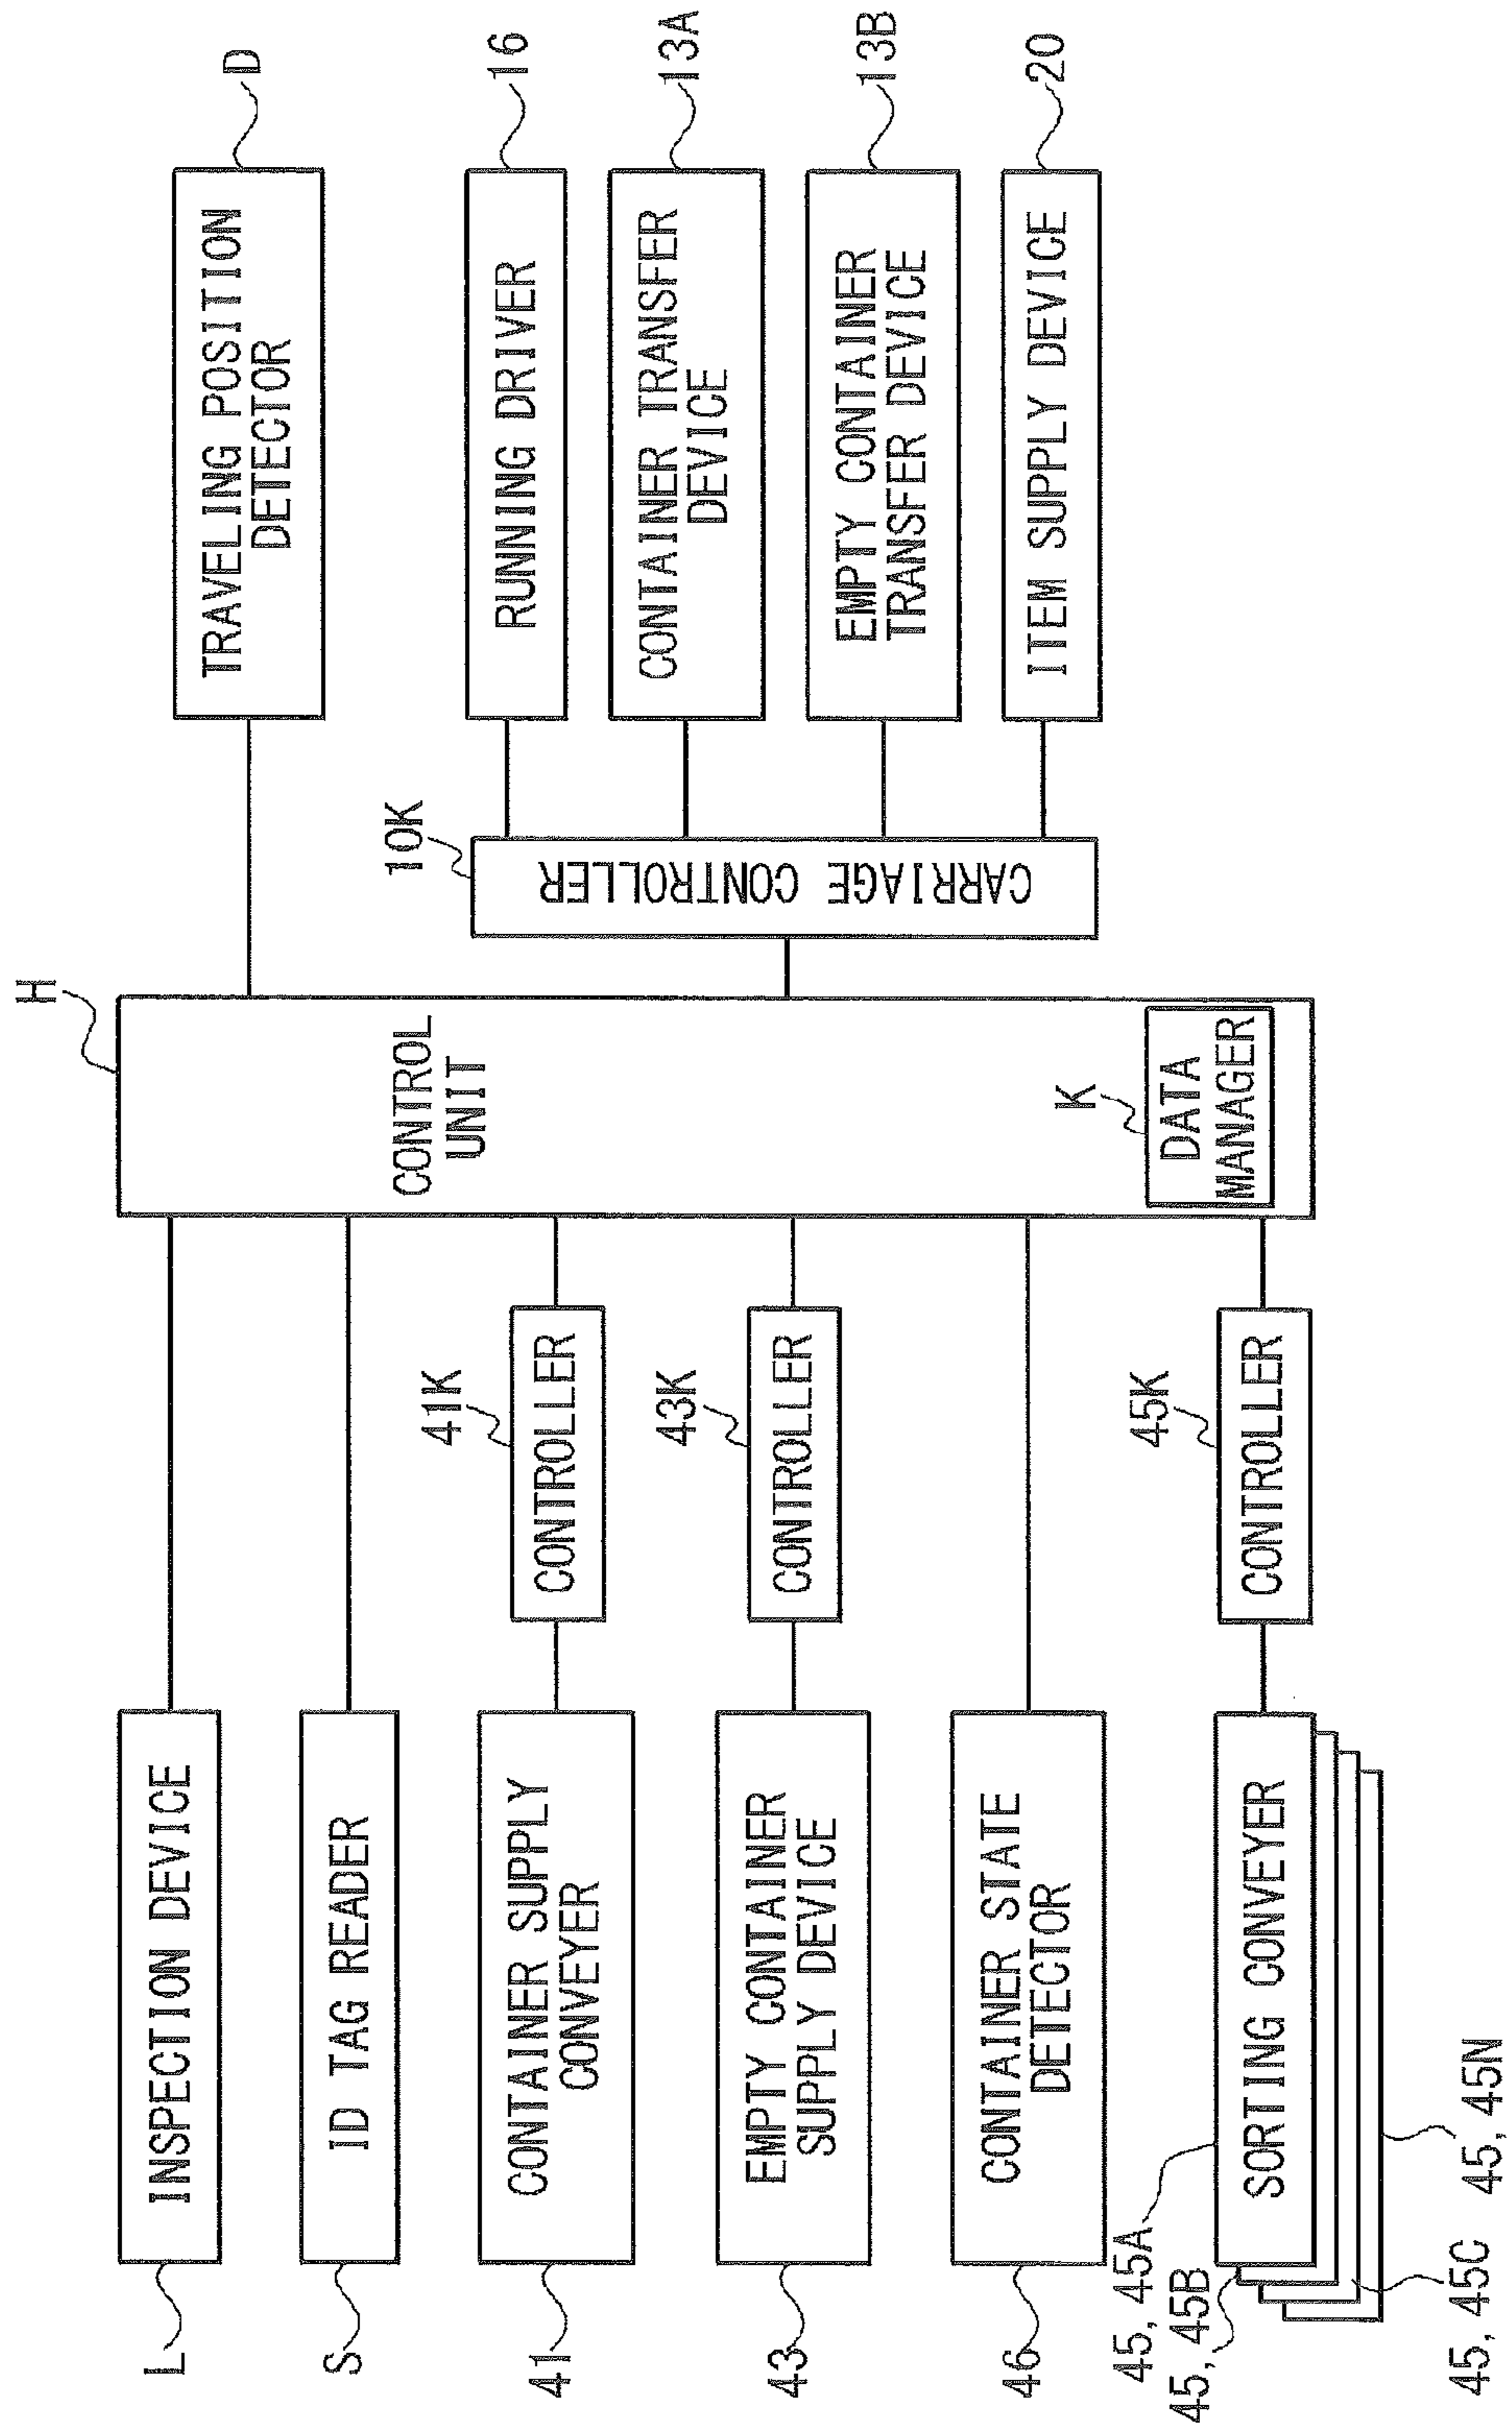 L
INSPECTION DEVICE
S
ID TAG READER
41
CONTAINER SUPPLY
CONVEYER
41K
CONTROLLER
43
EMPTY CONTAINER
SUPPLY DEVICE
43K
CONTROLLER
46
CONTAINER STATE
DETECTOR
45, 45A
45, 45B
SORTING CONVEYER
45, 45C
45, 45N
45K
CONTROLLER
H
CONTROL
UNIT
K
DATA
MANAGER
10K
CARRIAGE CONTROLLER
TRAVELING POSITION
DETECTOR
D
RUNNING DRIVER
16
CONTAINER TRANSFER
DEVICE
13A
EMPTY CONTAINER
TRANSFER DEVICE
13B
ITEM SUPPLY DEVICE
20